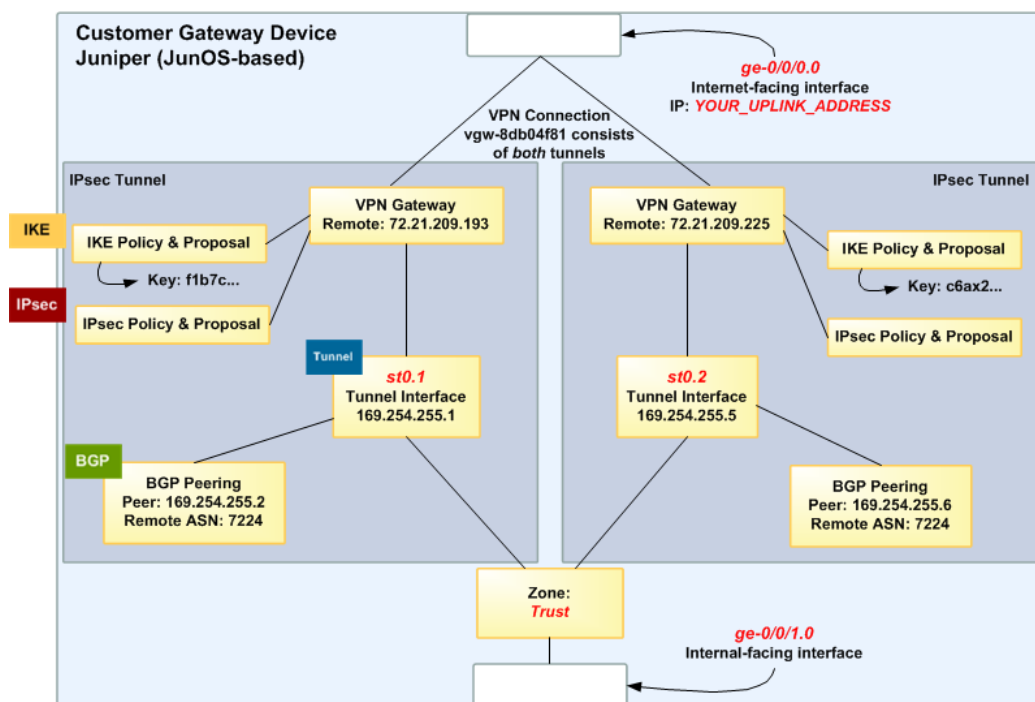 Customer Gateway Device
Juniper (JunOS-based)
ge-0/0/0.0
Internet-facing interface
IP: YOUR_UPLINK_ADDRESS
VPN Connection
vgw-8db04f81 consists
of both tunnels
IPsec Tunnel
IPsec Tunnel
IKE
VPN Gateway
Remote: 72.21.209.193
VPN Gateway
Remote: 72.21.209.225
IKE Policy & Proposal
Key: f1b7c...
IKE Policy & Proposal
Key: c6ax2...
IPsec
IPsec Policy & Proposal
IPsec Policy & Proposal
Tunnel
st0.1
Tunnel Interface
169.254.255.1
st0.2
Tunnel Interface
169.254.255.5
BGP
BGP Peering
Peer: 169.254.255.2
Remote ASN: 7224
BGP Peering
Peer: 169.254.255.6
Remote ASN: 7224
Zone:
Trust
ge-0/0/1.0
Internal-facing interface